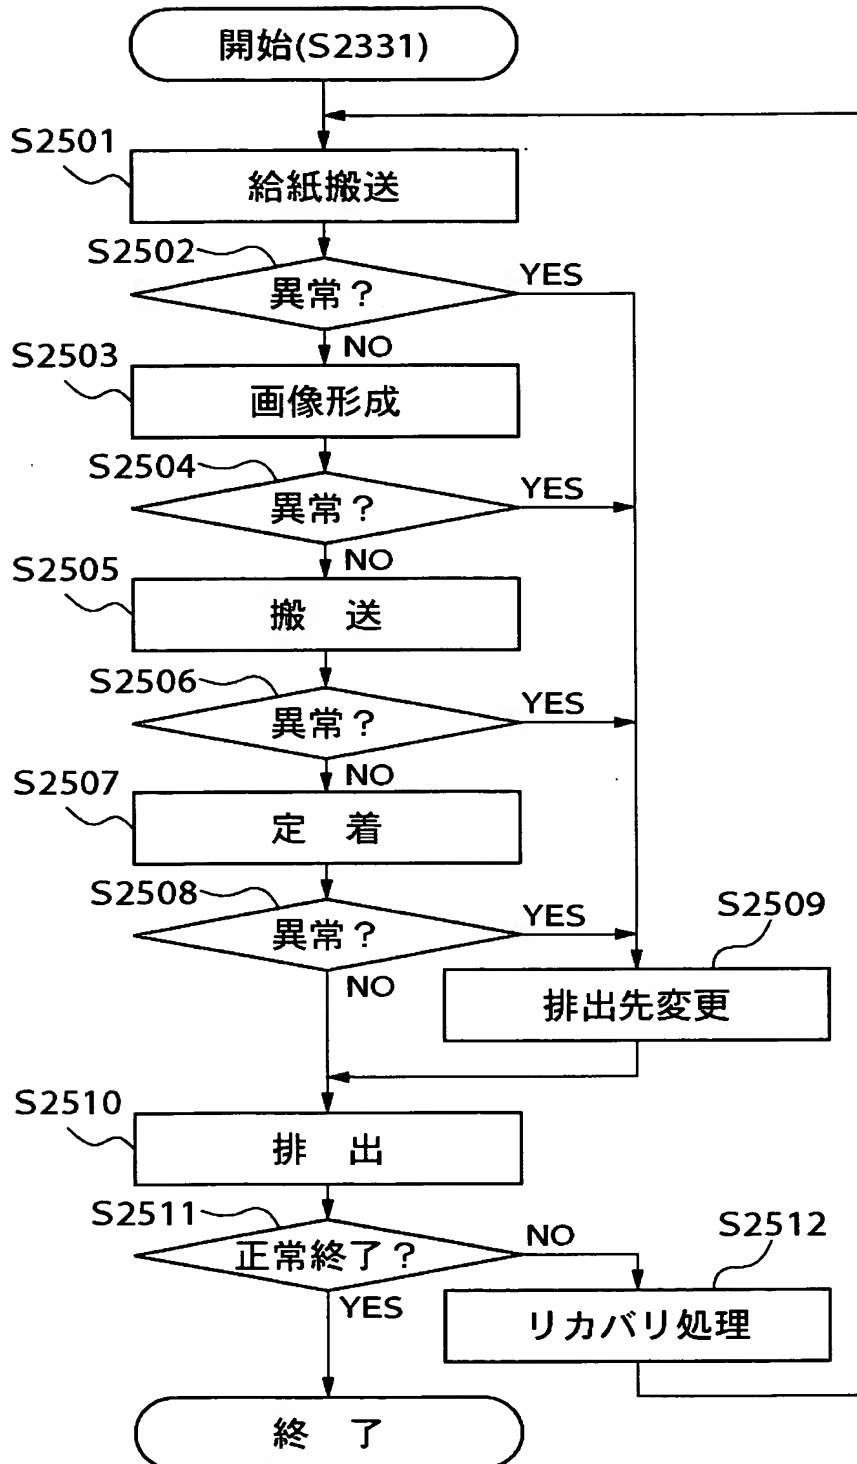 開始(S2331)
S2501
給紙搬送
S2502
異常?
YES
NO
S2503
画像形成
S2504
異常?
YES
NO
S2505
搬 送
S2506
異常?
YES
NO
S2507
定 着
S2508
異常?
YES
NO
S2509
排出先変更
S2510
排 出
S2511
正常終了?
NO
YES
S2512
リカバリ処理
終 了